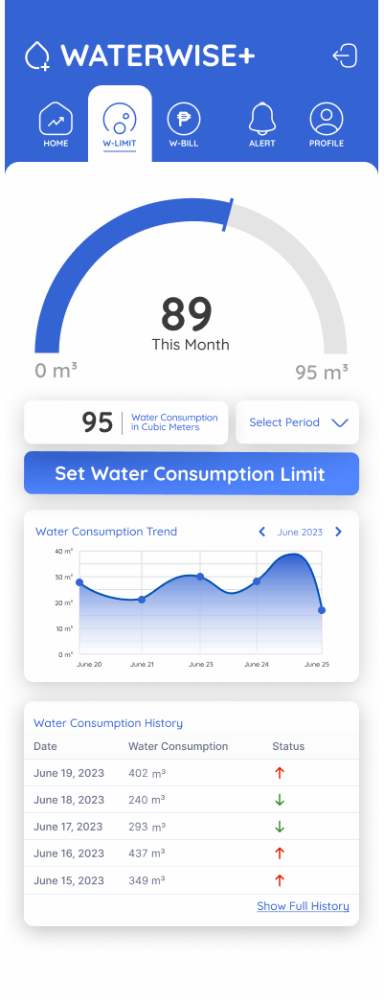 WATERWISE+
HOME W-LIMIT W-BILL ALERT PROFILE
89
This Month
0 m³ 95 m³
95 Water Consumption in Cubic Meters
Select Period
Set Water Consumption Limit
Water Consumption Trend June 2023
40 m³
30 m³
20 m³
10 m³
0 m³
June 20 June 21 June 23 June 24 June 25
Water Consumption History
Date Water Consumption Status
June 19, 2023 402 m³ ↑
June 18, 2023 240 m³ ↓
June 17, 2023 293 m³ ↓
June 16, 2023 437 m³ ↑
June 15, 2023 349 m³ ↑
Show Full History